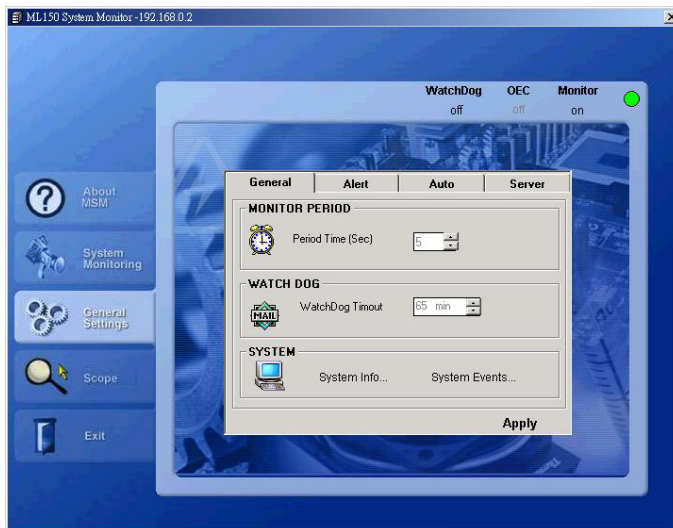 ML150 System Monitor -192.168.0.2
WatchDog OEC Monitor
off off on
About
MSM
System
Monitoring
General
Settings
Scope
Exit
General Alert Auto Server
MONITOR PERIOD
Period Time (Sec) 5
WATCH DOG
MAIL
WatchDog Timout 65 min
SYSTEM
System Info... System Events...
Apply